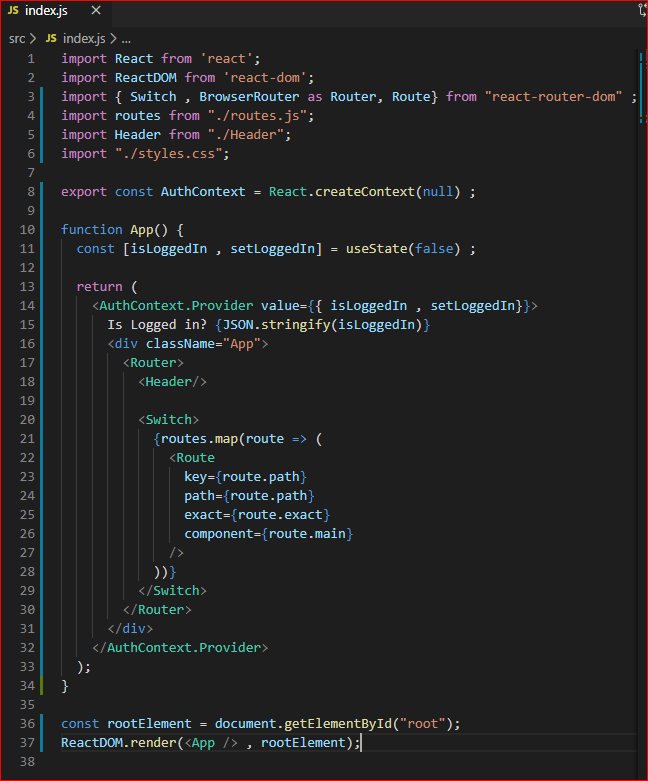 JS index.js ×
src > JS index.js > ...
1 import React from 'react';
2 import ReactDOM from 'react-dom';
3 import { Switch , BrowserRouter as Router, Route} from "react-router-dom" ;
4 import routes from "./routes.js";
5 import Header from "./Header";
6 import "./styles.css";
7
8 export const AuthContext = React.createContext(null) ;
9
10 function App() {
11   const [isLoggedIn , setLoggedIn] = useState(false) ;
12
13   return (
14     <AuthContext.Provider value={{ isLoggedIn , setLoggedIn}}>
15       Is Logged in? {JSON.stringify(isLoggedIn)}
16       <div className="App">
17         <Router>
18           <Header/>
19
20           <Switch>
21             {routes.map(route => (
22               <Route
23                 key={route.path}
24                 path={route.path}
25                 exact={route.exact}
26                 component={route.main}
27               />
28             ))}
29           </Switch>
30         </Router>
31       </div>
32     </AuthContext.Provider>
33   );
34 }
35
36 const rootElement = document.getElementById("root");
37 ReactDOM.render(<App /> , rootElement);
38